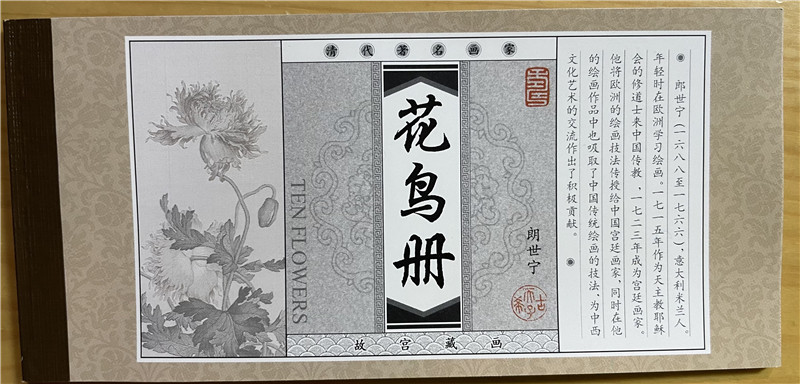 清代著名画家
花鸟册
TEN FLOWERS
朗世宁
故宫藏画
郎世宁(一六八八至一七六六),意大利米兰人。
年轻时在欧洲学习绘画。一七一五年作为天主教耶稣
会的修道士来中国传教,一七二三年成为宫廷画家。
他将欧洲的绘画技法传授给中国宫廷画家,同时在他
的绘画作品中也吸取了中国传统绘画的技法、为中西
文化艺术的交流作出了积极贡献。